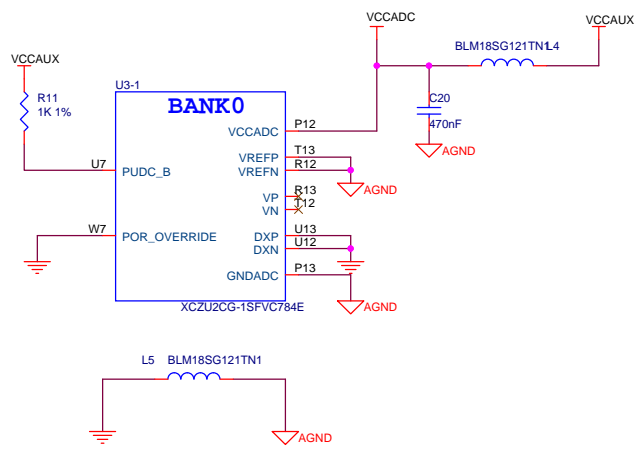 VCCADC
VCCAUX
BLM18SG121TN1L4
VCCAUX
U3-1
R11
1K 1%
BANK0
C20
470nF
AGND
VCCADC P12
VREFP T13
U7 PUDC_B VREFN R12
AGND
VP R13
VN T12
W7 POR_OVERRIDE DXP U13
DXN U12
GNDADC P13
AGND
XCZU2CG-1SFVC784E
L5 BLM18SG121TN1
AGND